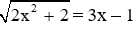 √(2x² + 2) = 3x − 1